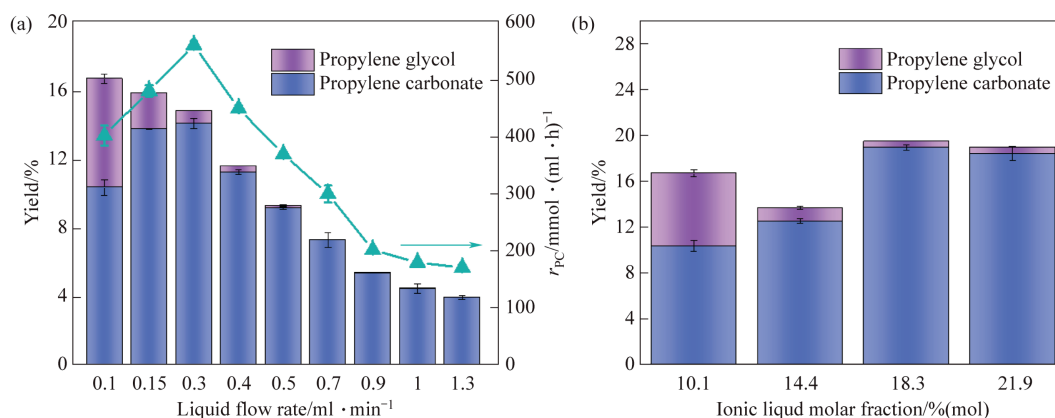 (a)
Yield/%
20
16
12
8
4
0
Propylene glycol
Propylene carbonate
600
500
400
300
200
100
0
r_PC/mmol · (ml · h)⁻¹
0.1 0.15 0.3 0.4 0.5 0.7 0.9 1 1.3
Liquid flow rate/ml · min⁻¹
(b)
Yield/%
28
24
20
16
12
8
4
0
Propylene glycol
Propylene carbonate
10.1 14.4 18.3 21.9
Ionic liqud molar fraction/%(mol)